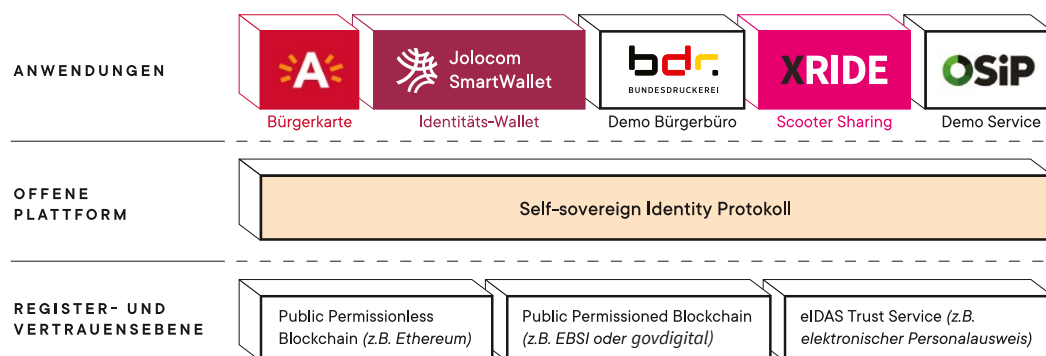 ANWENDUNGEN
A
Jolocom
SmartWallet
bdr.
BUNDESDRUCKEREI
XRIDE
OSiP
Bürgerkarte
Identitäts-Wallet
Demo Bürgerbüro
Scooter Sharing
Demo Service
OFFENE
PLATTFORM
Self-sovereign Identity Protokoll
REGISTER- UND
VERTRAUENSEBENE
Public Permissionless
Blockchain (z.B. Ethereum)
Public Permissioned Blockchain
(z.B. EBSI oder govdigital)
eIDAS Trust Service (z.B.
elektronischer Personalausweis)